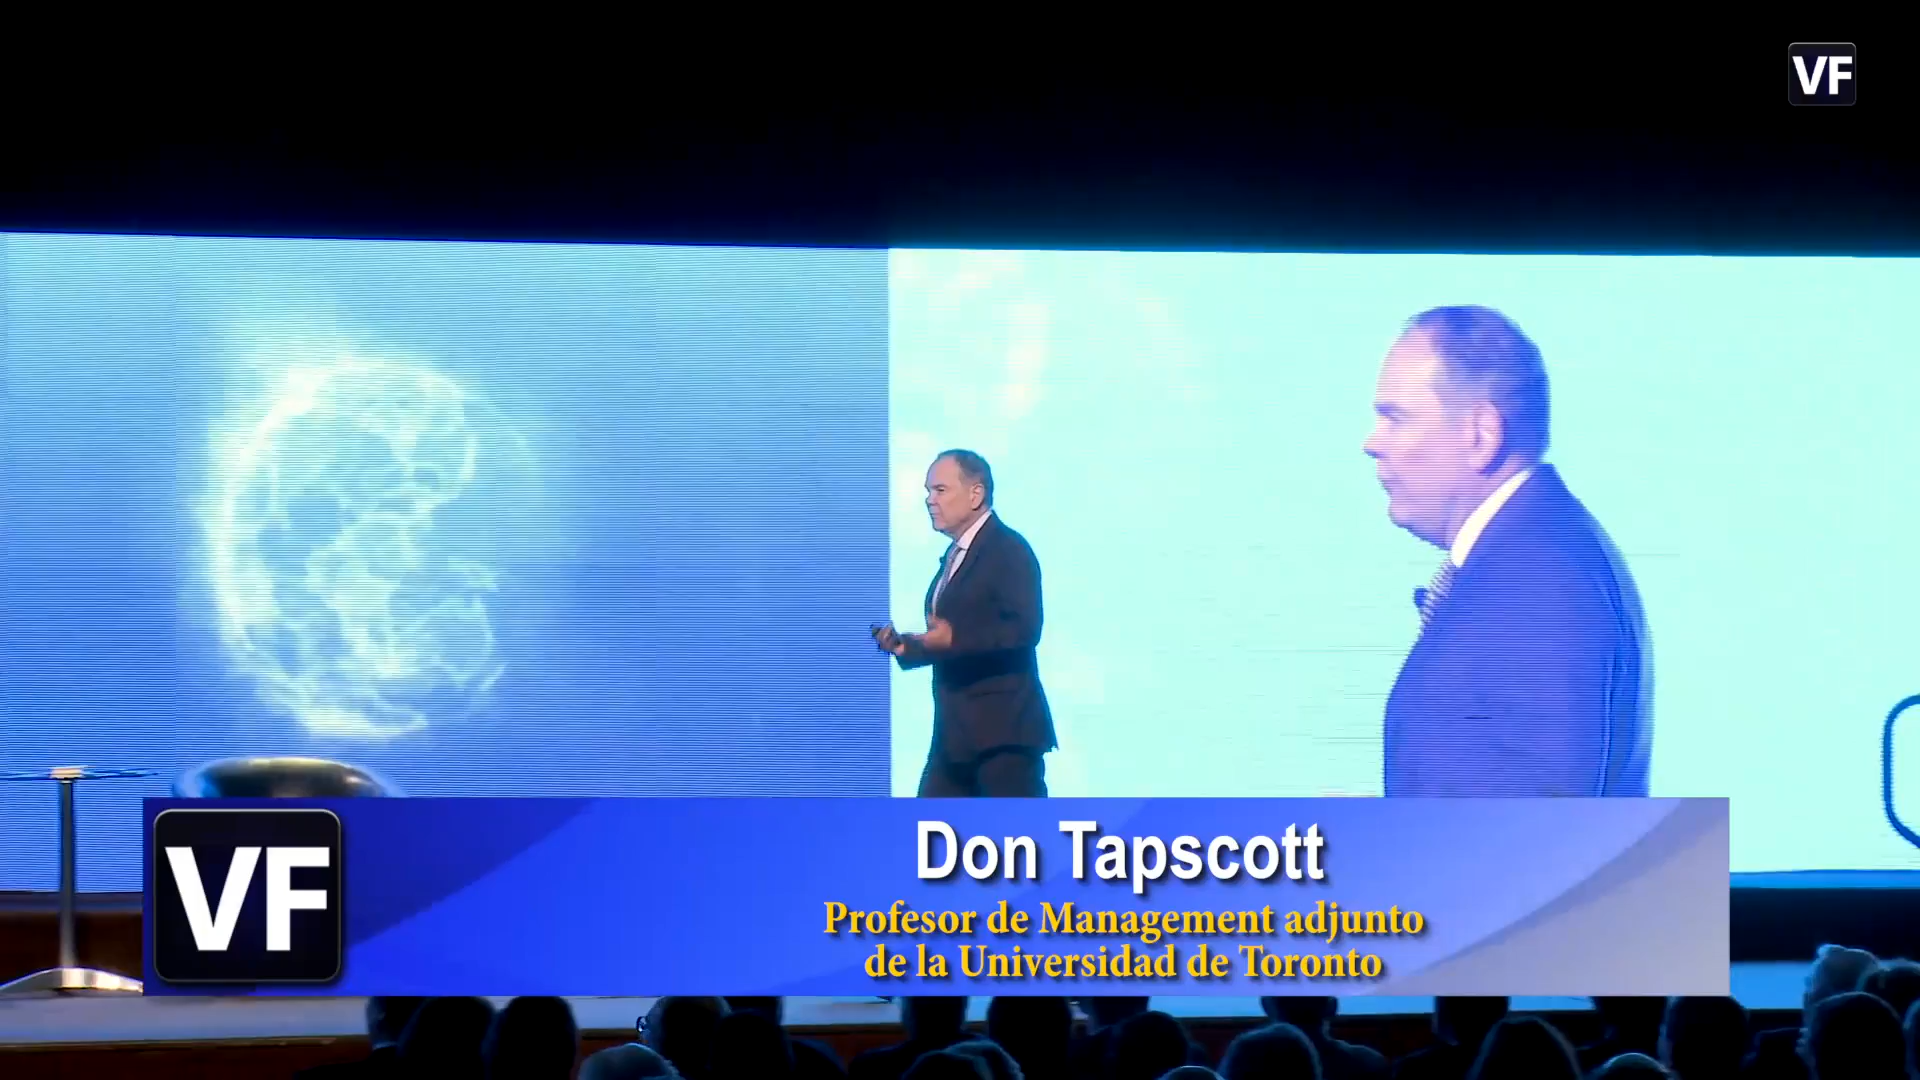 VF
VF
Don Tapscott
Profesor de Management adjunto
de la Universidad de Toronto